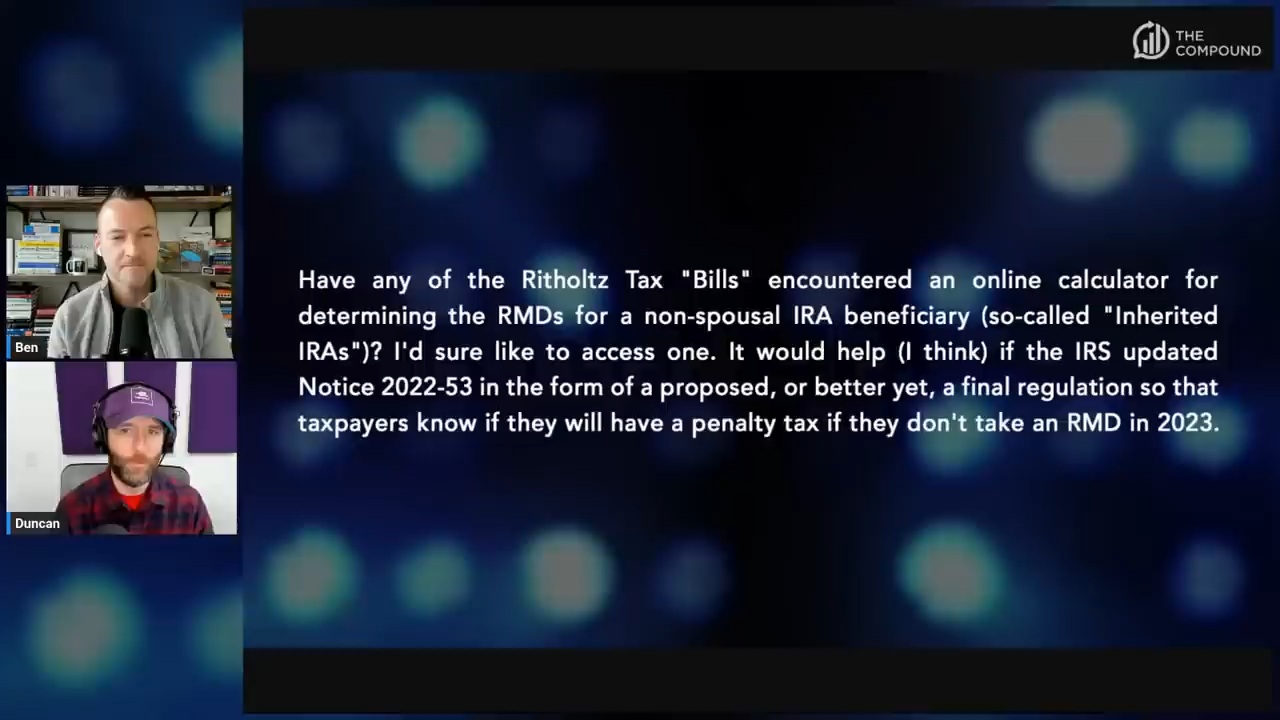 THE
COMPOUND
Have any of the Ritholtz Tax "Bills" encountered an online calculator for
determining the RMDs for a non-spousal IRA beneficiary (so-called "Inherited
IRAs")? I'd sure like to access one. It would help (I think) if the IRS updated
Notice 2022-53 in the form of a proposed, or better yet, a final regulation so that
taxpayers know if they will have a penalty tax if they don't take an RMD in 2023.
Ben
Duncan